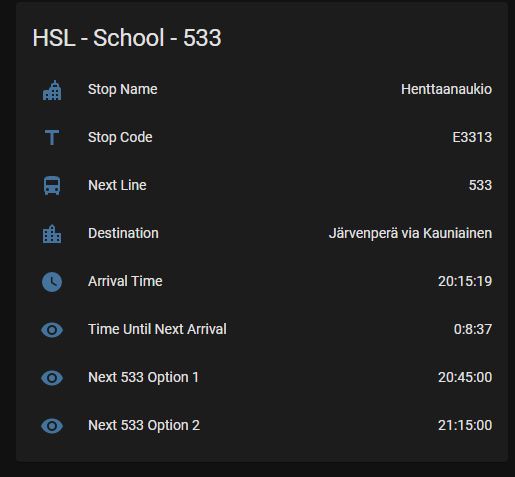 HSL - School - 533
Stop Name Henttaanaukio
Stop Code E3313
Next Line 533
Destination Järvenperä via Kauniainen
Arrival Time 20:15:19
Time Until Next Arrival 0:8:37
Next 533 Option 1 20:45:00
Next 533 Option 2 21:15:00